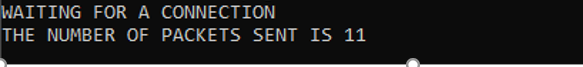 WAITING FOR A CONNECTION
THE NUMBER OF PACKETS SENT IS 11